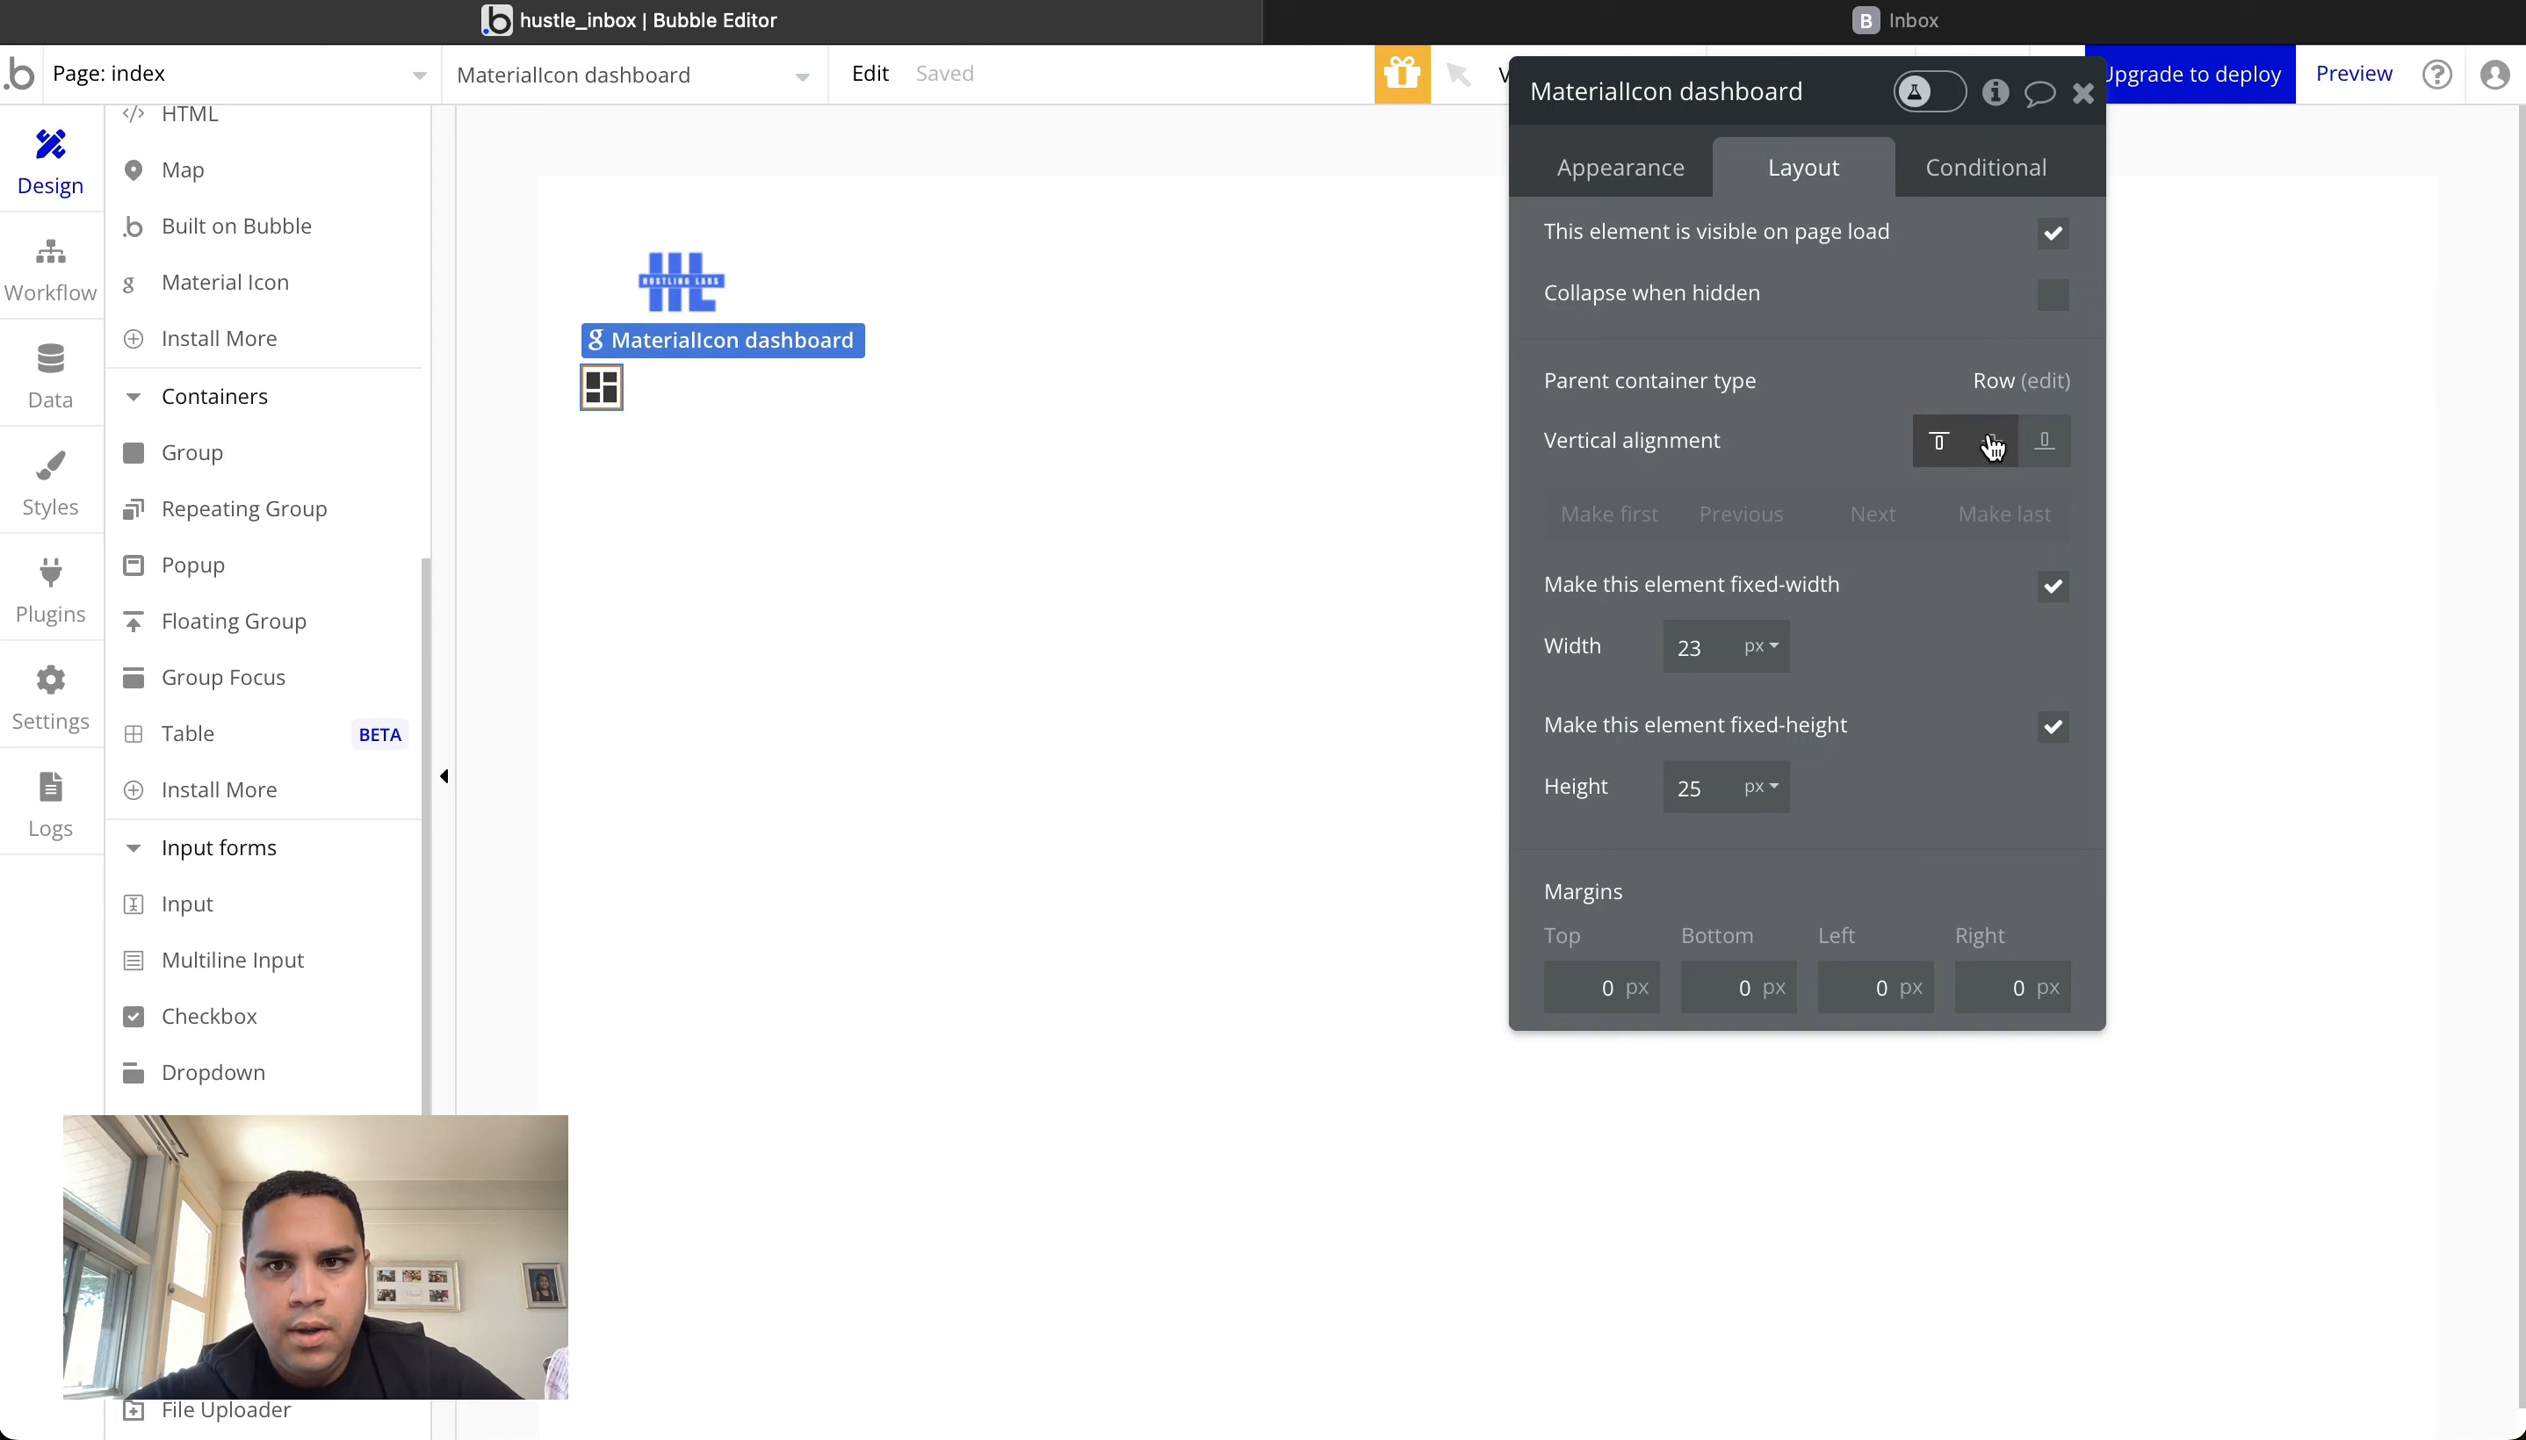 hustle_inbox | Bubble Editor
B Inbox
Page: index
MaterialIcon dashboard
Edit
Saved
Upgrade to deploy
Preview
Design
Workflow
Data
Styles
Plugins
Settings
Logs
HTML
Map
Built on Bubble
Material Icon
Install More
Containers
Group
Repeating Group
Popup
Floating Group
Group Focus
Table BETA
Install More
Input forms
Input
Multiline Input
Checkbox
Dropdown
File Uploader
HUSTLING LABS
MaterialIcon dashboard
MaterialIcon dashboard
Appearance
Layout
Conditional
This element is visible on page load
Collapse when hidden
Parent container type Row (edit)
Vertical alignment
Make first Previous Next Make last
Make this element fixed-width
Width 23 px
Make this element fixed-height
Height 25 px
Margins
Top Bottom Left Right
0 px 0 px 0 px 0 px